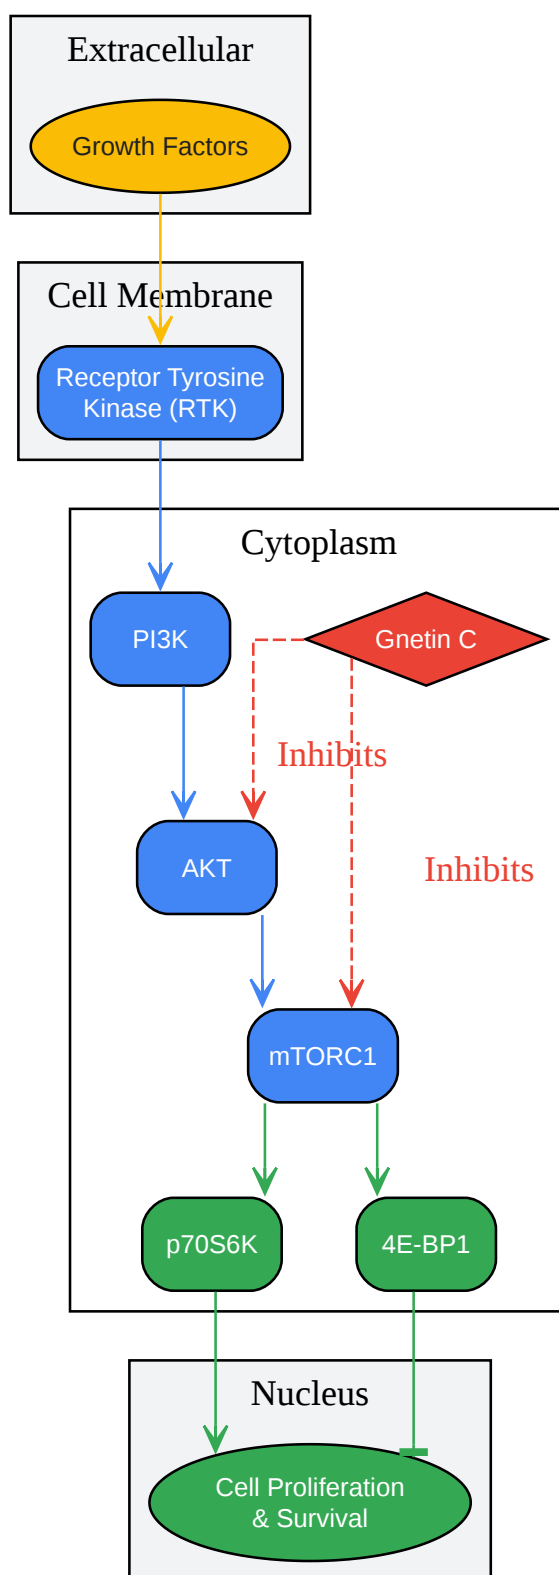 Extracellular
Growth Factors
Cell Membrane
Receptor Tyrosine
Kinase (RTK)
Cytoplasm
PI3K
Gnetin C
Inhibits
AKT
Inhibits
mTORC1
p70S6K
4E-BP1
Nucleus
Cell Proliferation
& Survival